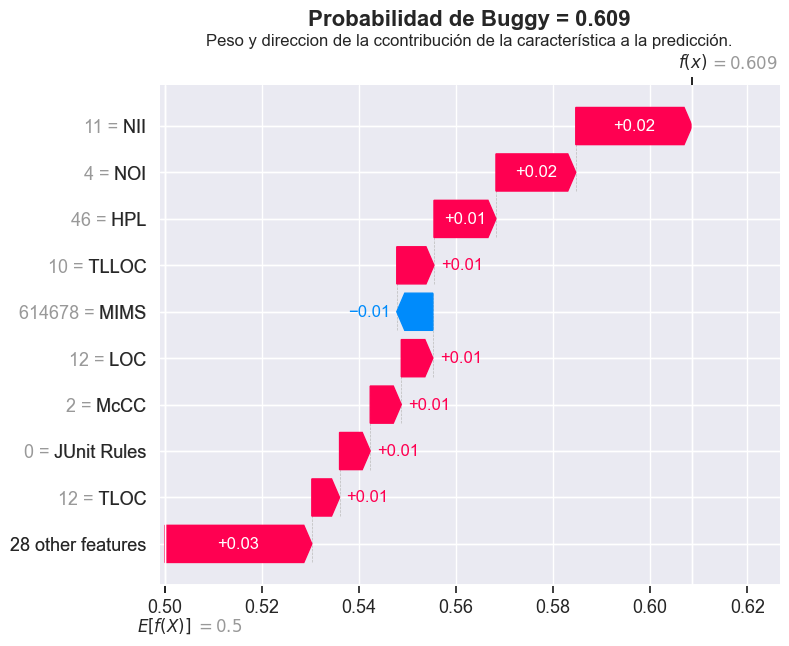 Probabilidad de Buggy = 0.609
Peso y direccion de la ccontribución de la característica a la predicción.
f(x) = 0.609
11 = NII
+0.02
4 = NOI
+0.02
46 = HPL
+0.01
10 = TLLOC
+0.01
614678 = MIMS
−0.01
12 = LOC
+0.01
2 = McCC
+0.01
0 = JUnit Rules
+0.01
12 = TLOC
+0.01
28 other features
+0.03
0.50 0.52 0.54 0.56 0.58 0.60 0.62
E[f(X)] = 0.5